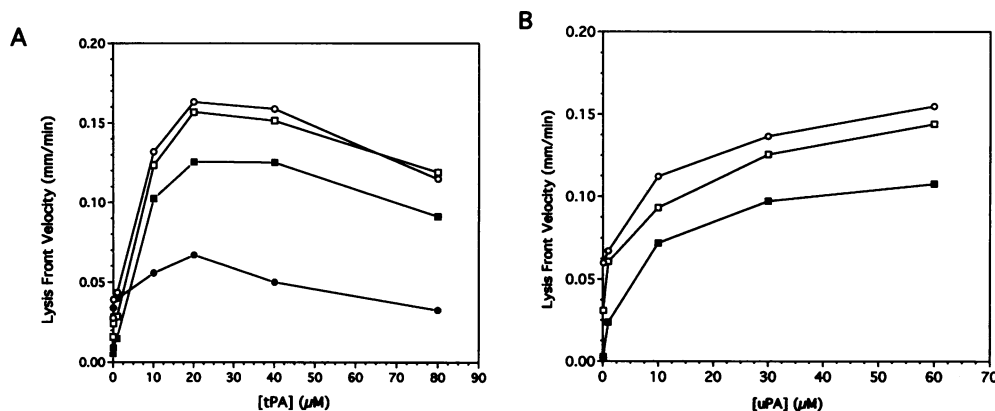 A
Lysis Front Velocity (mm/min)
0.20
0.15
0.10
0.05
0.00
0 10 20 30 40 50 60 70 80 90
[tPA] (μM)
B
Lysis Front Velocity (mm/min)
0.20
0.15
0.10
0.05
0.00
0 10 20 30 40 50 60 70
[uPA] (μM)